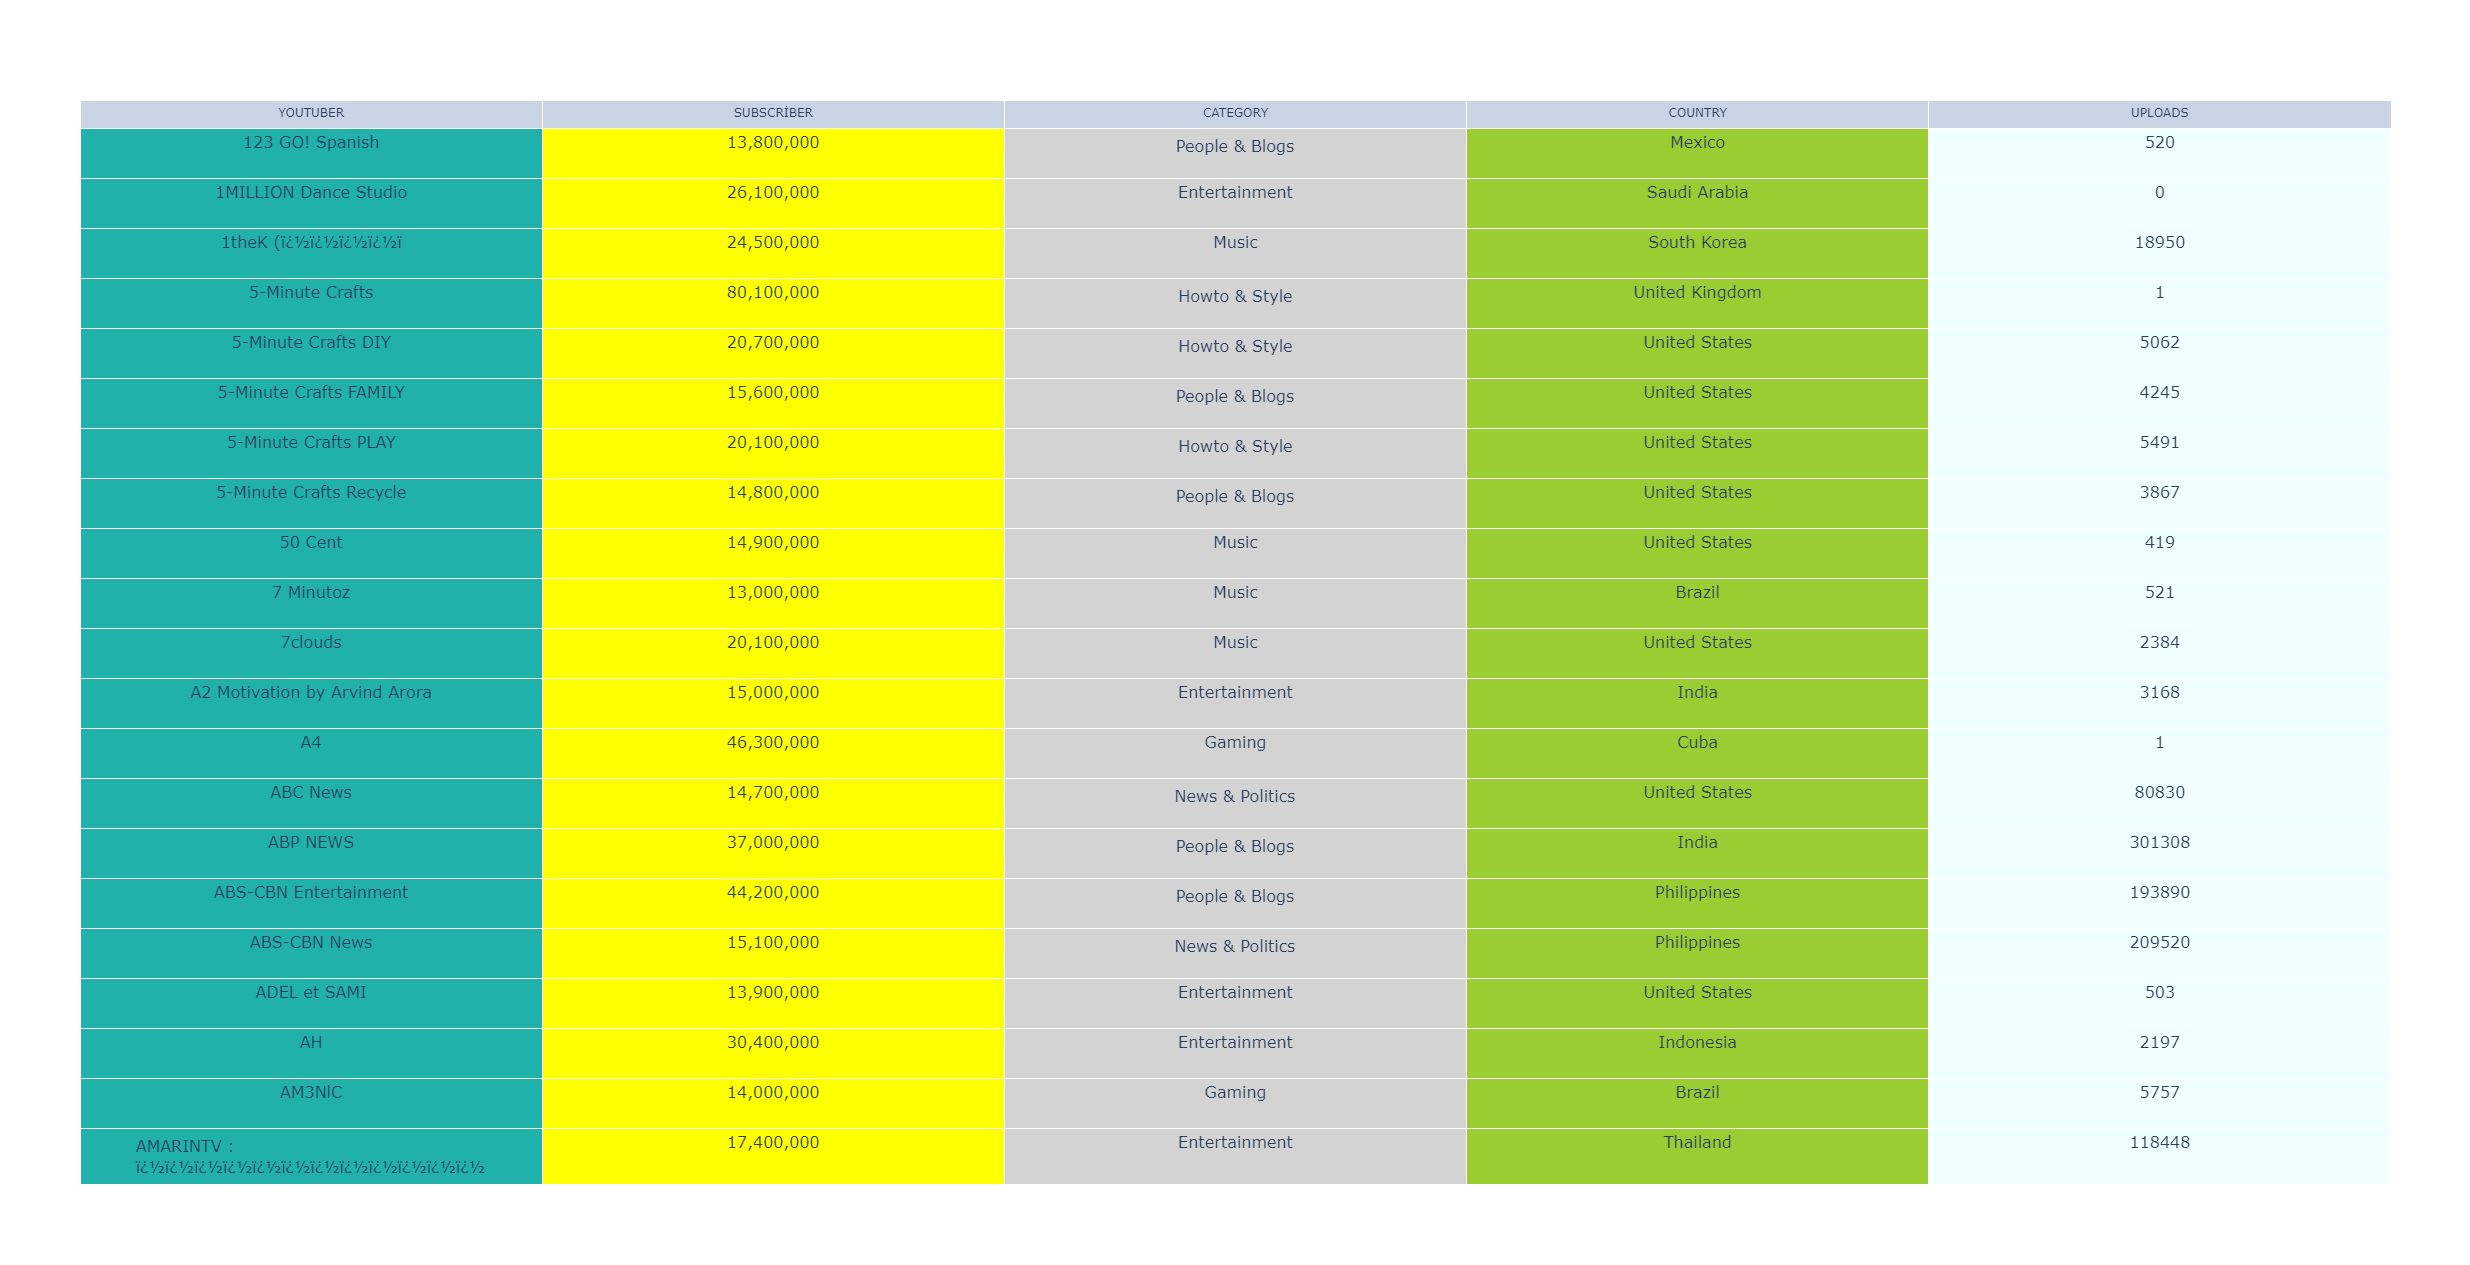 YOUTUBER SUBSCRİBER CATEGORY COUNTRY UPLOADS
123 GO! Spanish 13,800,000 People & Blogs Mexico 520
1MILLION Dance Studio 26,100,000 Entertainment Saudi Arabia 0
1theK (ï¿½ï¿½ï¿½ï¿½ï 24,500,000 Music South Korea 18950
5-Minute Crafts 80,100,000 Howto & Style United Kingdom 1
5-Minute Crafts DIY 20,700,000 Howto & Style United States 5062
5-Minute Crafts FAMILY 15,600,000 People & Blogs United States 4245
5-Minute Crafts PLAY 20,100,000 Howto & Style United States 5491
5-Minute Crafts Recycle 14,800,000 People & Blogs United States 3867
50 Cent 14,900,000 Music United States 419
7 Minutoz 13,000,000 Music Brazil 521
7clouds 20,100,000 Music United States 2384
A2 Motivation by Arvind Arora 15,000,000 Entertainment India 3168
A4 46,300,000 Gaming Cuba 1
ABC News 14,700,000 News & Politics United States 80830
ABP NEWS 37,000,000 People & Blogs India 301308
ABS-CBN Entertainment 44,200,000 People & Blogs Philippines 193890
ABS-CBN News 15,100,000 News & Politics Philippines 209520
ADEL et SAMI 13,900,000 Entertainment United States 503
AH 30,400,000 Entertainment Indonesia 2197
AM3NlC 14,000,000 Gaming Brazil 5757
AMARINTV : 17,400,000 Entertainment Thailand 118448
ï¿½ï¿½ï¿½ï¿½ï¿½ï¿½ï¿½ï¿½ï¿½ï¿½ï¿½ï¿½